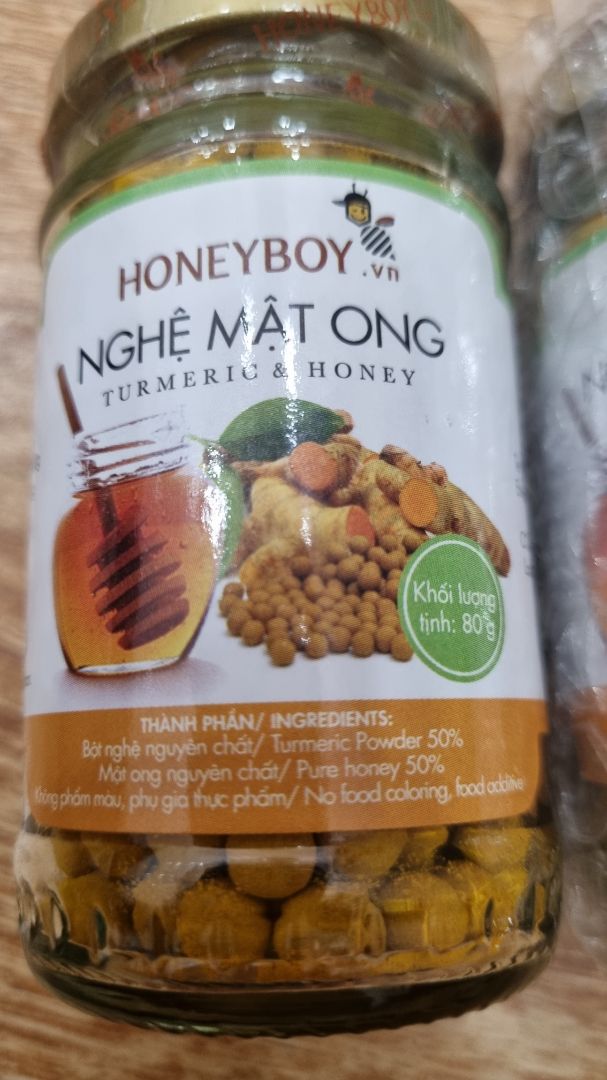 HONEYBOY
HONEYBOY
.vn
NGHỆ MẬT ONG
TURMERIC & HONEY
Khối lượng
tịnh: 80 g
THÀNH PHẦN/ INGREDIENTS:
Bột nghệ nguyên chất/ Turmeric Powder 50%
Mật ong nguyên chất/ Pure honey 50%
Không phẩm màu, phụ gia thực phẩm/ No food coloring, food additive